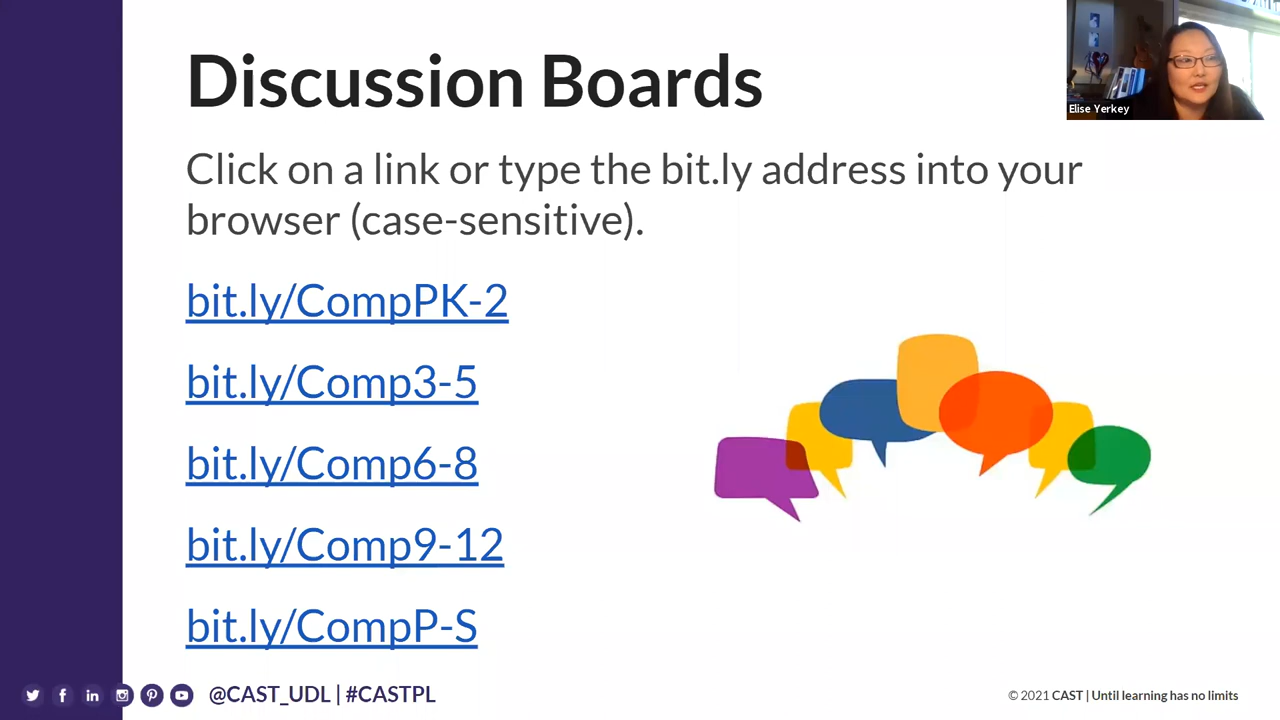 Discussion Boards
Elise Yerkey
Click on a link or type the bit.ly address into your
browser (case-sensitive).
bit.ly/CompPK-2
bit.ly/Comp3-5
bit.ly/Comp6-8
bit.ly/Comp9-12
bit.ly/CompP-S
@CAST_UDL | #CASTPL
© 2021 CAST | Until learning has no limits